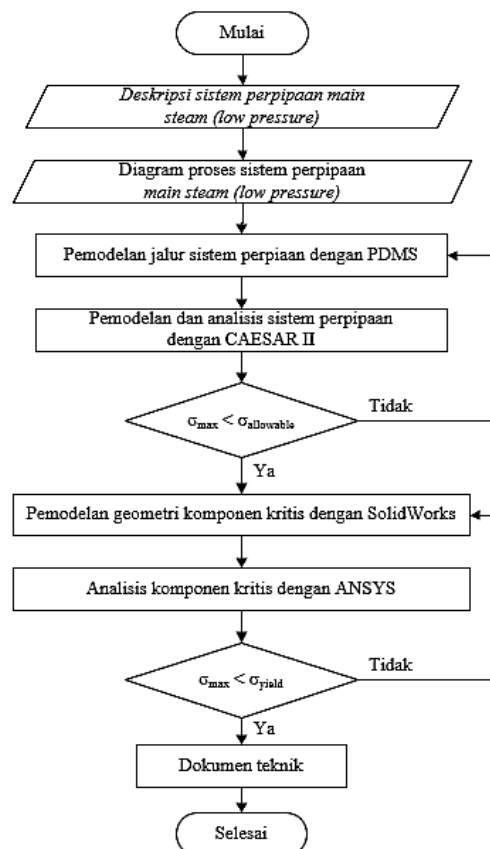 Mulai
Deskripsi sistem perpipaan main
steam (low pressure)
Diagram proses sistem perpipaan
main steam (low pressure)
Pemodelan jalur sistem perpiaan dengan PDMS
Pemodelan dan analisis sistem perpipaan
dengan CAESAR II
σmax < σallowable
Tidak
Ya
Pemodelan geometri komponen kritis dengan SolidWorks
Analisis komponen kritis dengan ANSYS
σmax < σyield
Tidak
Ya
Dokumen teknik
Selesai